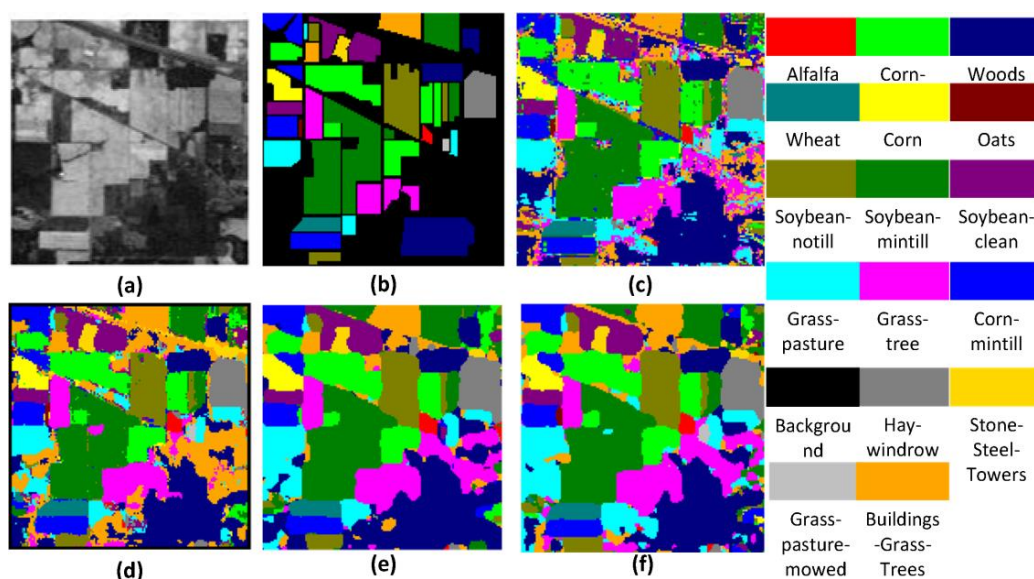 (a)
(b)
(c)
(d)
(e)
(f)
Alfalfa Corn- Woods
Wheat Corn Oats
Soybean- Soybean- Soybean-
notill mintill clean
Grass- Grass- Corn-
pasture tree mintill
Backgrou Hay- Stone-
nd windrow Steel-
Towers
Grass- Buildings
pasture- -Grass-
mowed Trees